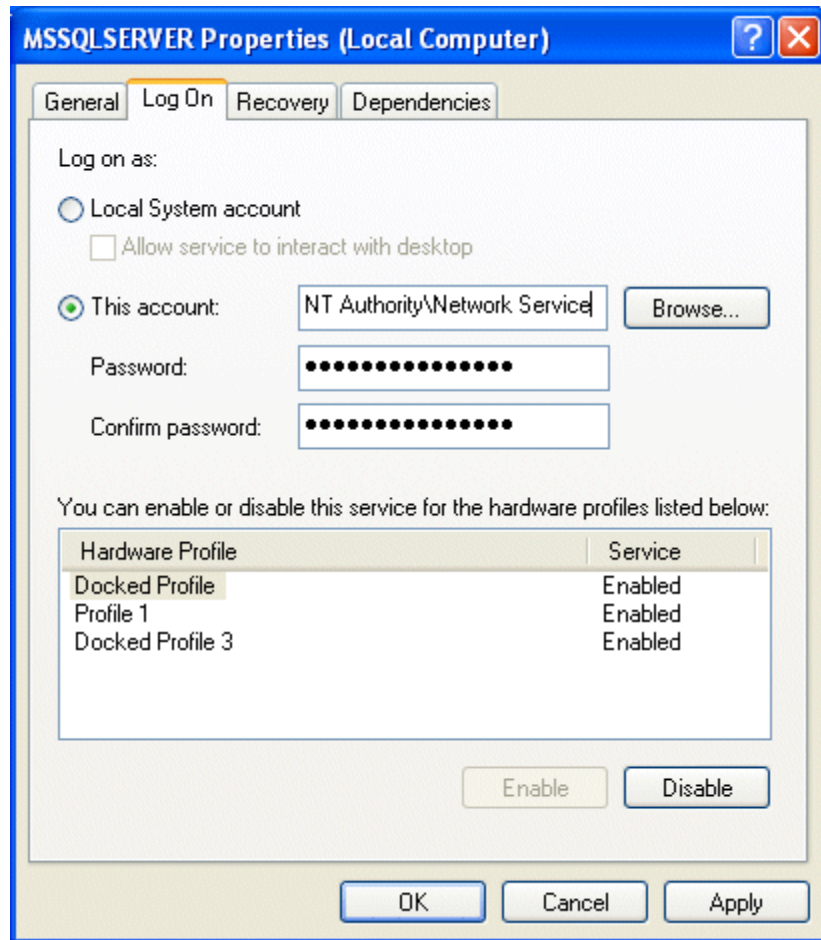 MSSQLSERVER Properties (Local Computer)
General Log On Recovery Dependencies
Log on as:
Local System account
Allow service to interact with desktop
This account: NT Authority\Network Service Browse...
Password: ●●●●●●●●●●●●●●●
Confirm password: ●●●●●●●●●●●●●●●
You can enable or disable this service for the hardware profiles listed below:
Hardware Profile Service
Docked Profile Enabled
Profile 1 Enabled
Docked Profile 3 Enabled
Enable Disable
OK Cancel Apply